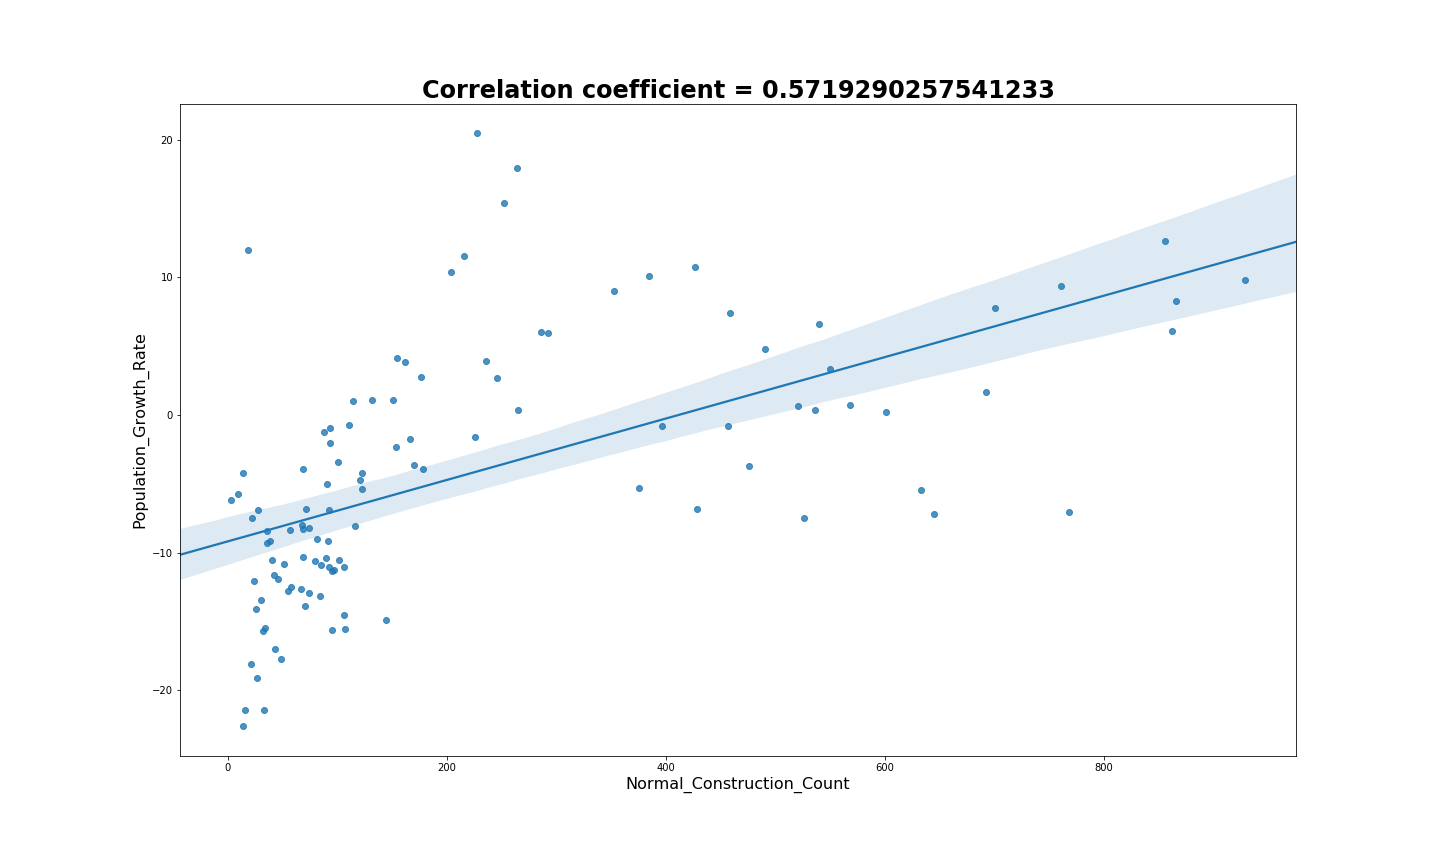 Correlation coefficient = 0.5719290257541233
20
10
0
−10
−20
Population_Growth_Rate
0 200 400 600 800
Normal_Construction_Count